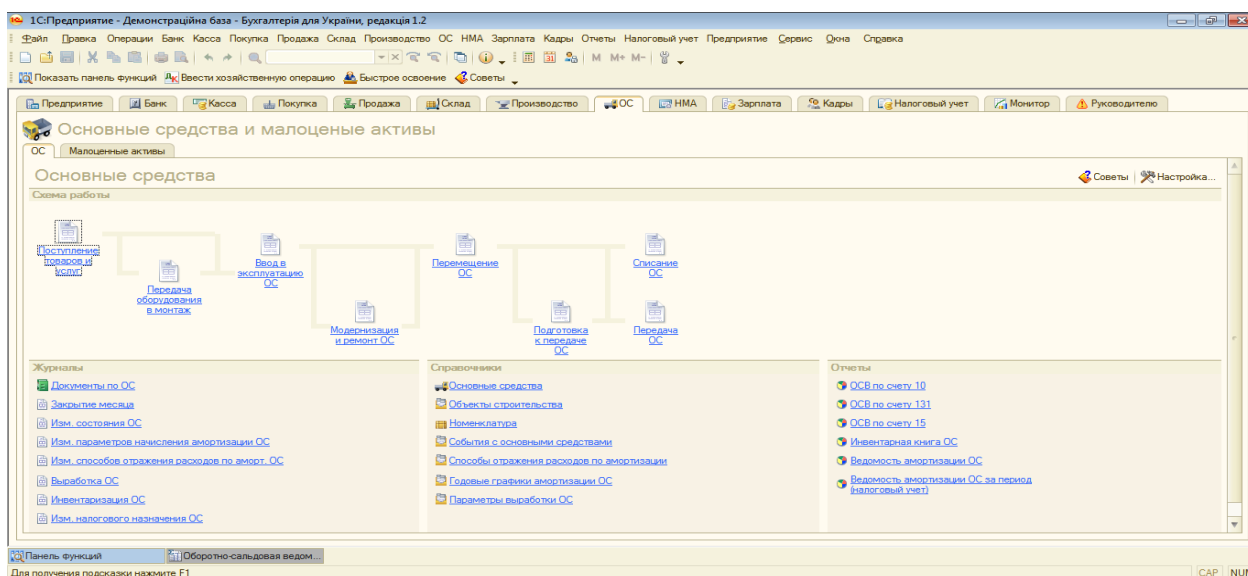 1С:Предприятие - Демонстраційна база - Бухгалтерія для України, редакція 1.2
Файл Правка Операции Банк Касса Покупка Продажа Склад Производство ОС НМА Зарплата Кадры Отчеты Налоговый учет Предприятие Сервис Окна Справка
M M+ M-
Показать панель функций Ввести хозяйственную операцию Быстрое освоение Советы
Предприятие Банк Касса Покупка Продажа Склад Производство ОС НМА Зарплата Кадры Налоговый учет Монитор Руководителю
Основные средства и малоценые активы
ОС Малоценные активы
Основные средства
Советы Настройка...
Схема работы
Поступление
товаров и
услуг
Передача
оборудования
в монтаж
Ввод в
эксплуатацию
ОС
Модернизация
и ремонт ОС
Перемещение
ОС
Подготовка
к передаче
ОС
Списание
ОС
Передача
ОС
Журналы
Документы по ОС
Закрытие месяца
Изм. состояния ОС
Изм. параметров начисления амортизации ОС
Изм. способов отражения расходов по аморт. ОС
Выработка ОС
Инвентаризация ОС
Изм. налогового назначения ОС
Справочники
Основные средства
Объекты строительства
Номенклатура
События с основными средствами
Способы отражения расходов по амортизации
Годовые графики амортизации ОС
Параметры выработки ОС
Отчеты
ОСВ по счету 10
ОСВ по счету 131
ОСВ по счету 15
Инвентарная книга ОС
Ведомость амортизации ОС
Ведомость амортизации ОС за период
(налоговый учет)
Панель функций Оборотно-сальдовая ведом...
Для получения подсказки нажмите F1
CAP NUM